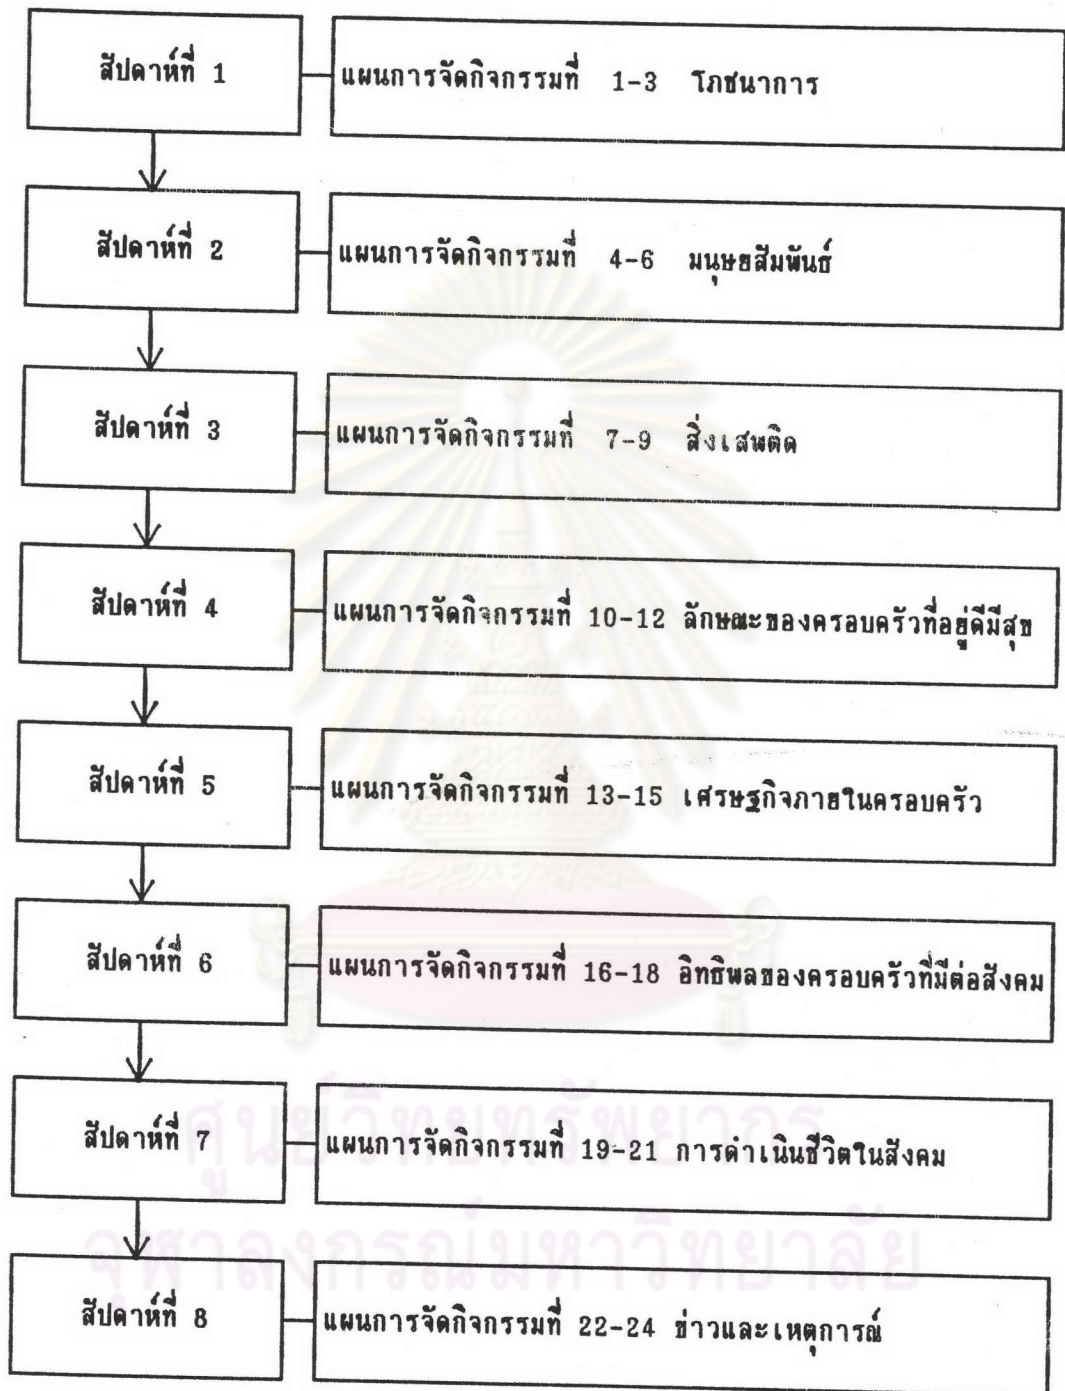 สัปดาห์ที่ 1
แผนการจัดกิจกรรมที่ 1-3 โภชนาการ
สัปดาห์ที่ 2
แผนการจัดกิจกรรมที่ 4-6 มนุษยสัมพันธ์
สัปดาห์ที่ 3
แผนการจัดกิจกรรมที่ 7-9 สิ่งเสพติด
สัปดาห์ที่ 4
แผนการจัดกิจกรรมที่ 10-12 ลักษณะของครอบครัวที่อยู่ดีมีสุข
สัปดาห์ที่ 5
แผนการจัดกิจกรรมที่ 13-15 เศรษฐกิจภายในครอบครัว
สัปดาห์ที่ 6
แผนการจัดกิจกรรมที่ 16-18 อิทธิพลของครอบครัวที่มีต่อสังคม
สัปดาห์ที่ 7
แผนการจัดกิจกรรมที่ 19-21 การดำเนินชีวิตในสังคม
สัปดาห์ที่ 8
แผนการจัดกิจกรรมที่ 22-24 ข่าวและเหตุการณ์
ศูนย์วิทยทรัพยากร
จุฬาลงกรณ์มหาวิทยาลัย